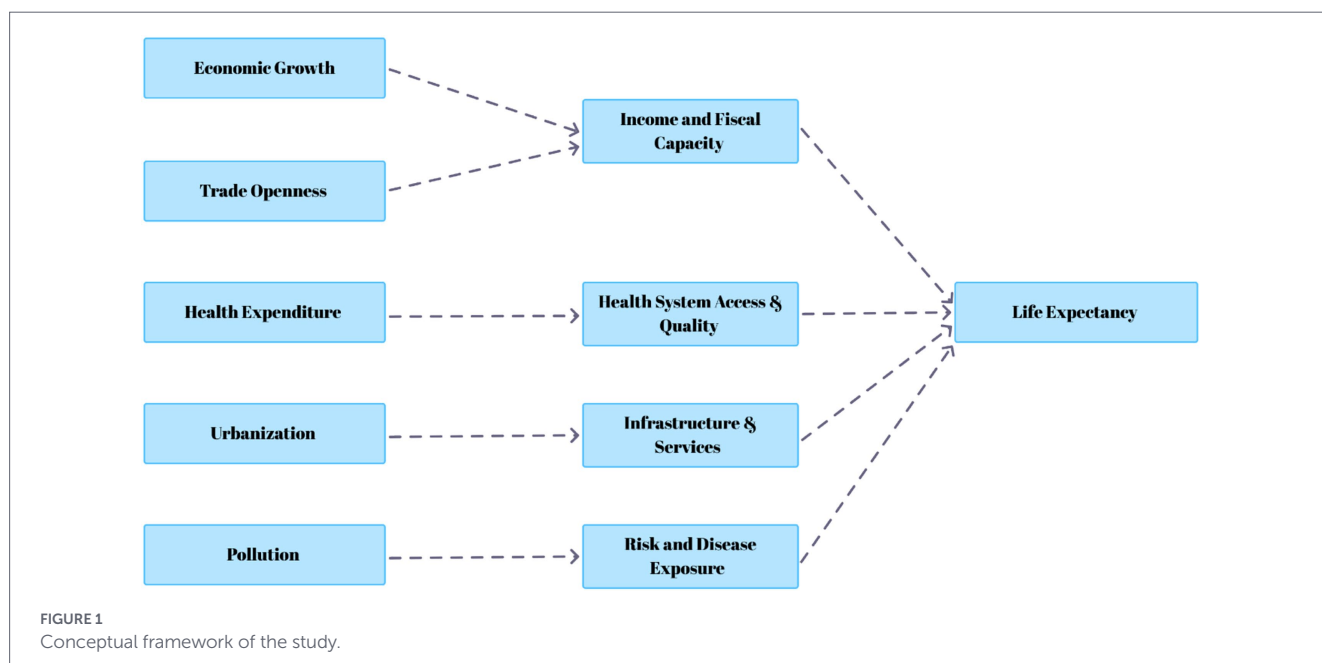 Economic Growth
Trade Openness
Health Expenditure
Urbanization
Pollution
Income and Fiscal
Capacity
Health System Access &
Quality
Infrastructure &
Services
Risk and Disease
Exposure
Life Expectancy
FIGURE 1
Conceptual framework of the study.